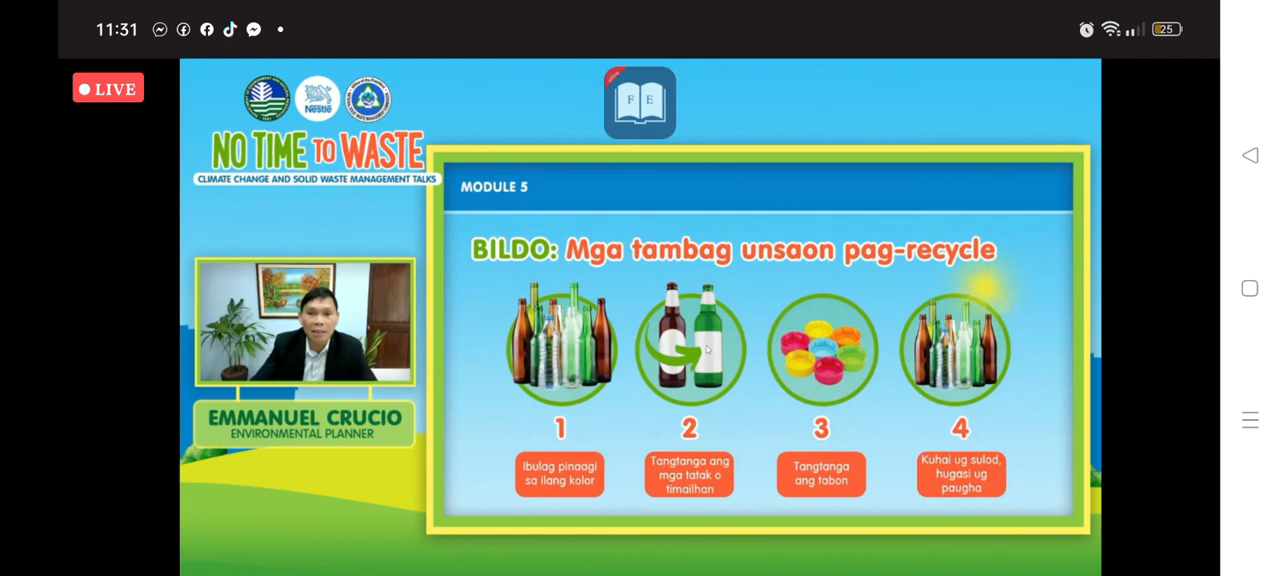 11:31
25
LIVE
Nestlé
NO TIME TO WASTE
CLIMATE CHANGE AND SOLID WASTE MANAGEMENT TALKS
F E
MODULE 5
BILDO: Mga tambag unsaon pag-recycle
EMMANUEL CRUCIO
ENVIRONMENTAL PLANNER
1
Ibulag pinaagi
sa ilang kolor
2
Tangtanga ang
mga tatak o
timailhan
3
Tangtanga
ang tabon
4
Kuhai ug sulod,
hugasi ug
paugha